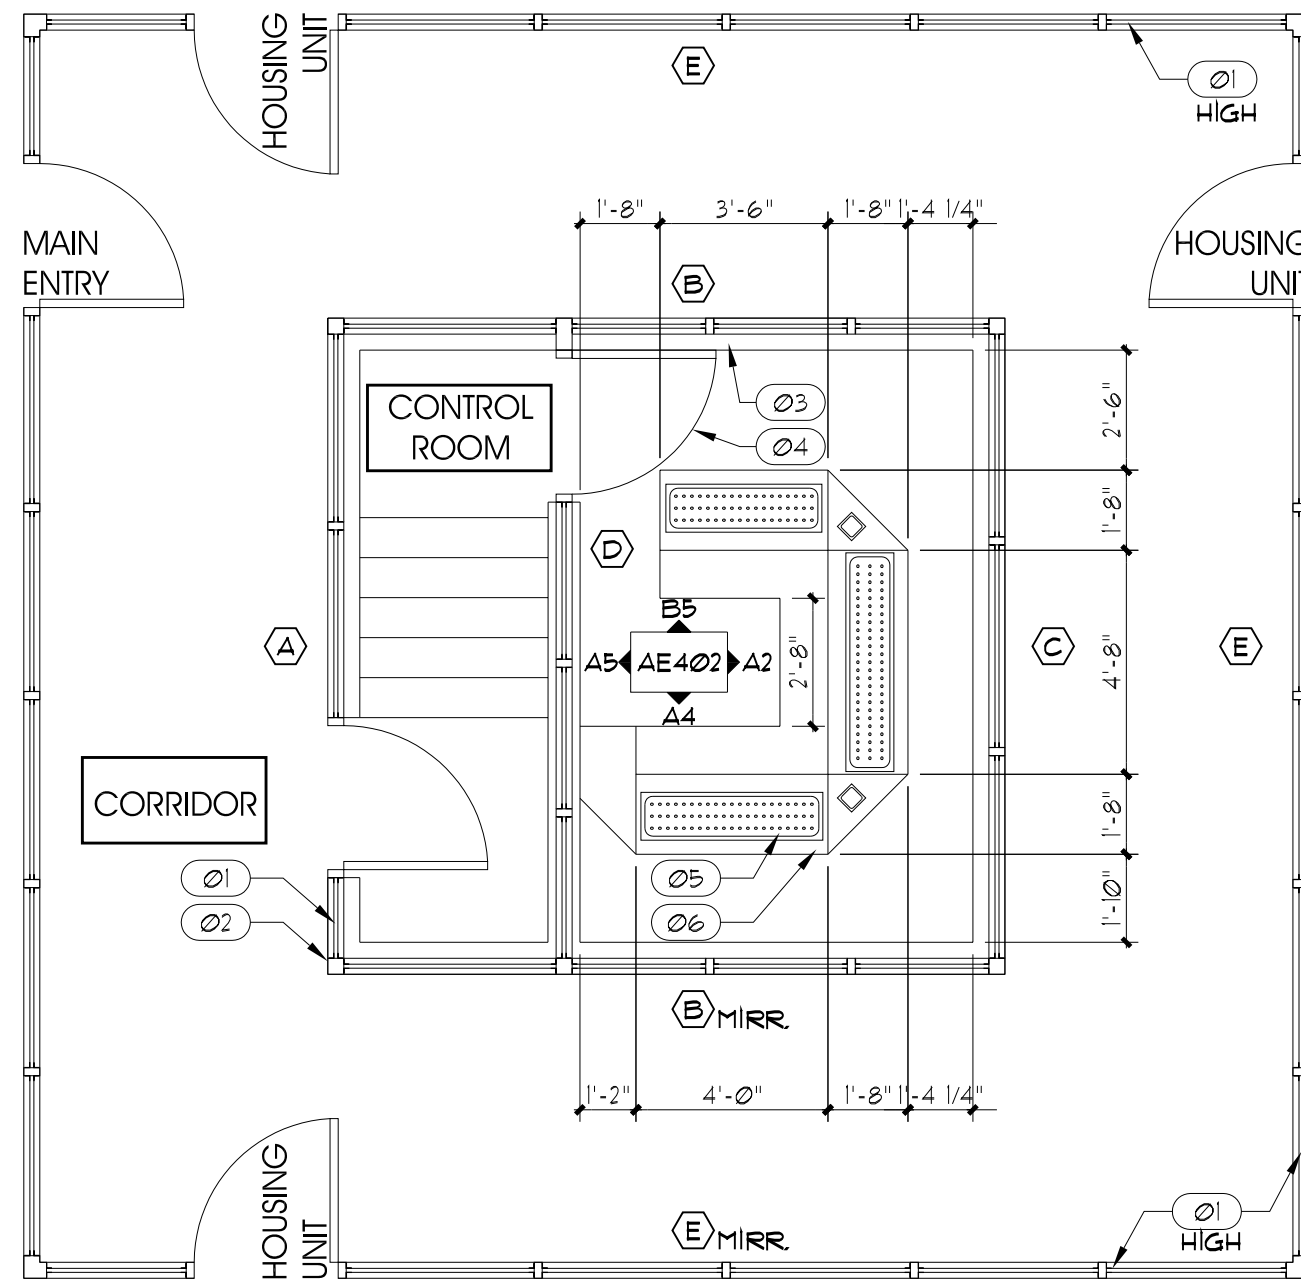 HOUSING
UNIT
E
Ø1
HIGH
1'-8"
3'-6"
1'-8"
1'-4 1/4"
MAIN
ENTRY
HOUSING
UNIT
B
CONTROL
ROOM
Ø3
Ø4
2'-6"
1'-8"
D
B5
A5
AE4Ø2
A2
A4
2'-8"
4'-8"
A
C
E
CORRIDOR
1'-8"
Ø1
Ø2
Ø5
Ø6
1'-10"
B
MIRR.
1'-2"
4'-Ø"
1'-8"
1'-4 1/4"
HOUSING
UNIT
E
MIRR.
Ø1
HIGH